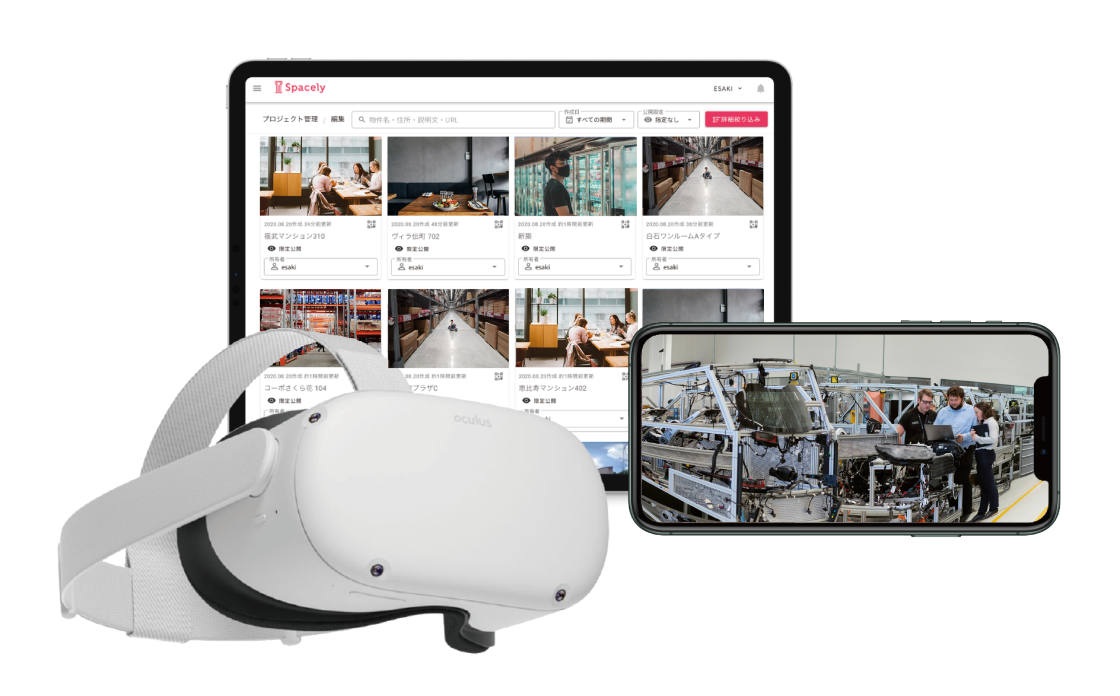 Spacely
ESAKI
プロジェクト管理 / 編集
物件名・住所・説明文・URL
作成日
すべての期間
公開設定
指定なし
詳細絞り込み
2020.08.20作成 24分前更新
福武マンション310
限定公開
所有者
esaki
2020.08.20作成 48分前更新
ヴィラ伝町 702
限定公開
所有者
esaki
2020.08.20作成 約1時間前更新
新築
限定公開
所有者
esaki
2020.08.20作成 38分前更新
白石ワンルームAタイプ
限定公開
所有者
esaki
2020.08.20作成 約1時間前更新
コーポさくら花 104
限定公開
所有者
2020.08.20作成 約1時間前更新
プラザC
2020.08.20作成 約1時間前更新
恵比寿マンション402
限定公開
所有者
oculus